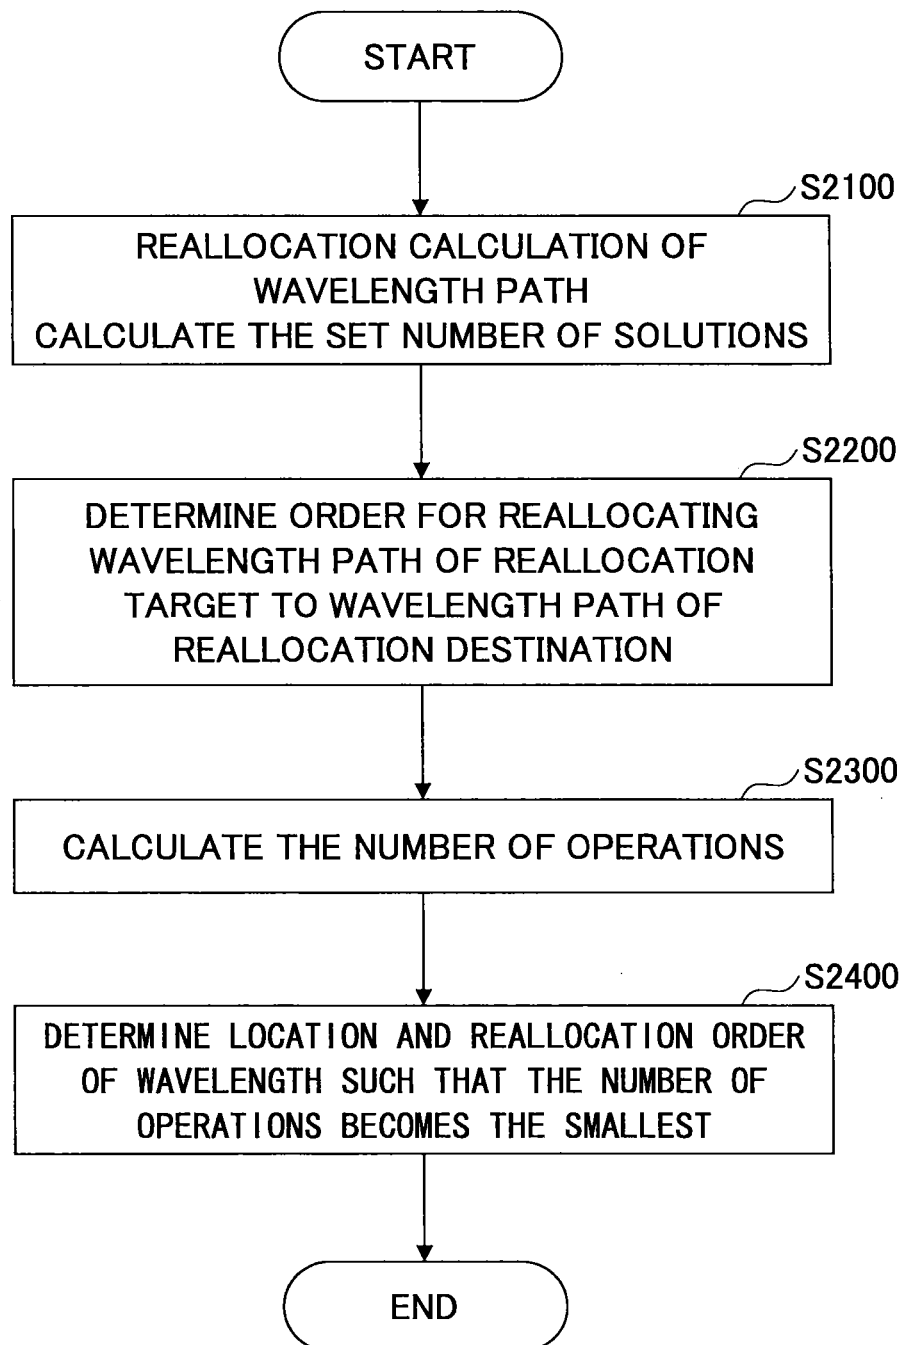 START
S2100
REALLOCATION CALCULATION OF
WAVELENGTH PATH
CALCULATE THE SET NUMBER OF SOLUTIONS
S2200
DETERMINE ORDER FOR REALLOCATING
WAVELENGTH PATH OF REALLOCATION
TARGET TO WAVELENGTH PATH OF
REALLOCATION DESTINATION
S2300
CALCULATE THE NUMBER OF OPERATIONS
S2400
DETERMINE LOCATION AND REALLOCATION ORDER
OF WAVELENGTH SUCH THAT THE NUMBER OF
OPERATIONS BECOMES THE SMALLEST
END